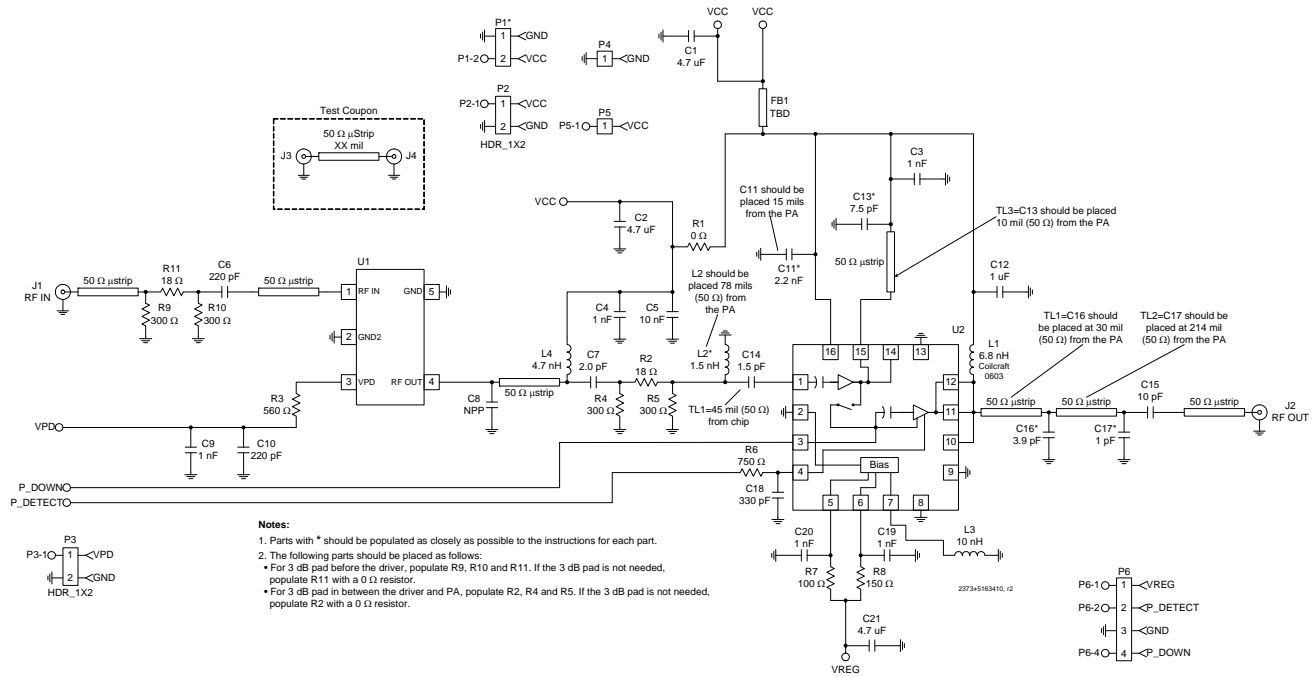 VCC
VCC
P1*
1
GND
P1-2
2
VCC
P4
1
GND
C1
4.7 uF
P2
P2-1
1
VCC
2
GND
HDR_1X2
P5
P5-1
1
VCC
FB1
TBD
Test Coupon
50 Ω µStrip
XX mil
J3
J4
C3
1 nF
C11 should be
placed 15 mils
from the PA
C13*
7.5 pF
TL3=C13 should be placed
10 mil (50 Ω) from the PA
VCC
C2
4.7 uF
R1
0 Ω
C11*
2.2 nF
50 Ω µstrip
C12
1 uF
J1
RF IN
50 Ω µstrip
R11
18 Ω
C6
220 pF
50 Ω µstrip
R9
300 Ω
R10
300 Ω
U1
1
RF IN
GND
5
2
GND2
3
VPD
RF OUT
4
C4
1 nF
C5
10 nF
L2 should be
placed 78 mils
(50 Ω) from
the PA
L4
4.7 nH
C7
2.0 pF
R2
18 Ω
L2*
1.5 nH
C14
1.5 pF
C8
NPP
50 Ω µstrip
R4
300 Ω
R5
300 Ω
TL1=45 mil (50 Ω)
from chip
U2
16
15
14
13
1
2
3
4
12
11
10
9
Bias
5
6
7
8
L1
6.8 nH
Coilcraft
0603
TL1=C16 should
be placed at 30 mil
(50 Ω) from the PA
TL2=C17 should be
placed at 214 mil
(50 Ω) from the PA
50 Ω µstrip
50 Ω µstrip
C15
10 pF
50 Ω µstrip
J2
RF OUT
C16*
3.9 pF
C17*
1 pF
R3
560 Ω
VPD
C9
1 nF
C10
220 pF
P_DOWN
P_DETECT
R6
750 Ω
C18
330 pF
C20
1 nF
C19
1 nF
L3
10 nH
R7
100 Ω
R8
150 Ω
C21
4.7 uF
VREG
P3
P3-1
1
VPD
2
GND
HDR_1X2
Notes:
1. Parts with * should be populated as closely as possible to the instructions for each part.
2. The following parts should be placed as follows:
• For 3 dB pad before the driver, populate R9, R10 and R11. If the 3 dB pad is not needed,
populate R11 with a 0 Ω resistor.
• For 3 dB pad in between the driver and PA, populate R2, R4 and R5. If the 3 dB pad is not needed,
populate R2 with a 0 Ω resistor.
2373+5163410, r2
P6
P6-1
1
VREG
P6-2
2
P_DETECT
3
GND
P6-4
4
P_DOWN